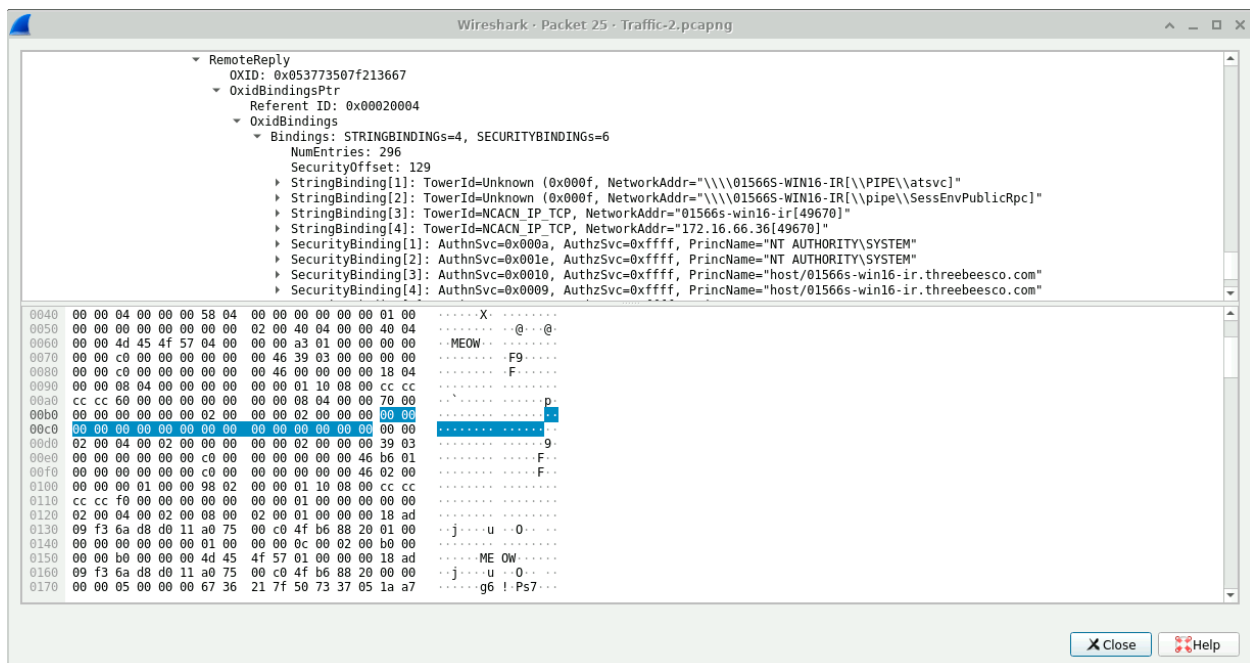 Wireshark · Packet 25 · Traffic-2.pcapng
RemoteReply
OXID: 0x053773507f213667
OxidBindingsPtr
Referent ID: 0x00020004
OxidBindings
Bindings: STRINGBINDINGs=4, SECURITYBINDINGs=6
NumEntries: 296
SecurityOffset: 129
StringBinding[1]: TowerId=Unknown (0x000f, NetworkAddr="\\\\01566S-WIN16-IR[\\PIPE\\atsvc]"
StringBinding[2]: TowerId=Unknown (0x000f, NetworkAddr="\\\\01566S-WIN16-IR[\\pipe\\SessEnvPublicRpc]"
StringBinding[3]: TowerId=NCACN_IP_TCP, NetworkAddr="01566s-win16-ir[49670]"
StringBinding[4]: TowerId=NCACN_IP_TCP, NetworkAddr="172.16.66.36[49670]"
SecurityBinding[1]: AuthnSvc=0x000a, AuthzSvc=0xffff, PrincName="NT AUTHORITY\SYSTEM"
SecurityBinding[2]: AuthnSvc=0x001e, AuthzSvc=0xffff, PrincName="NT AUTHORITY\SYSTEM"
SecurityBinding[3]: AuthnSvc=0x0010, AuthzSvc=0xffff, PrincName="host/01566s-win16-ir.threebeesco.com"
SecurityBinding[4]: AuthnSvc=0x0009, AuthzSvc=0xffff, PrincName="host/01566s-win16-ir.threebeesco.com"
0040 00 00 04 00 00 00 58 04 00 00 00 00 00 00 01 00 ······X· ········
0050 00 00 00 00 00 00 00 00 02 00 40 04 00 00 40 04 ········ ··@···@·
0060 00 00 4d 45 4f 57 04 00 00 00 a3 01 00 00 00 00 ··MEOW·· ········
0070 00 00 c0 00 00 00 00 00 00 46 39 03 00 00 00 00 ········ ·F9·····
0080 00 00 c0 00 00 00 00 00 00 46 00 00 00 00 18 04 ········ ·F······
0090 00 00 08 04 00 00 00 00 00 00 01 10 08 00 cc cc ········ ········
00a0 cc cc 60 00 00 00 00 00 00 00 08 04 00 00 70 00 ··`····· ······p·
00b0 00 00 00 00 00 00 02 00 00 00 02 00 00 00 00 00 ········ ········
00c0 00 00 00 00 00 00 00 00 00 00 00 00 00 00 00 00 ········ ········
00d0 02 00 04 00 02 00 00 00 00 00 02 00 00 00 39 03 ········ ······9·
00e0 00 00 00 00 00 00 c0 00 00 00 00 00 00 46 b6 01 ········ ·····F··
00f0 00 00 00 00 00 00 c0 00 00 00 00 00 00 46 02 00 ········ ·····F··
0100 00 00 00 01 00 00 98 02 00 00 01 10 08 00 cc cc ········ ········
0110 cc cc f0 00 00 00 00 00 00 00 01 00 00 00 00 00 ········ ········
0120 02 00 04 00 02 00 08 00 02 00 01 00 00 00 18 ad ········ ········
0130 09 f3 6a d8 d0 11 a0 75 00 c0 4f b6 88 20 01 00 ··j····u ··O·· ··
0140 00 00 00 00 00 00 01 00 00 00 0c 00 02 00 b0 00 ········ ········
0150 00 00 b0 00 00 00 4d 45 4f 57 01 00 00 00 18 ad ······ME OW······
0160 09 f3 6a d8 d0 11 a0 75 00 c0 4f b6 88 20 00 00 ··j····u ··O·· ··
0170 00 00 05 00 00 00 67 36 21 7f 50 73 37 05 1a a7 ······g6 !·Ps7···
Close
Help